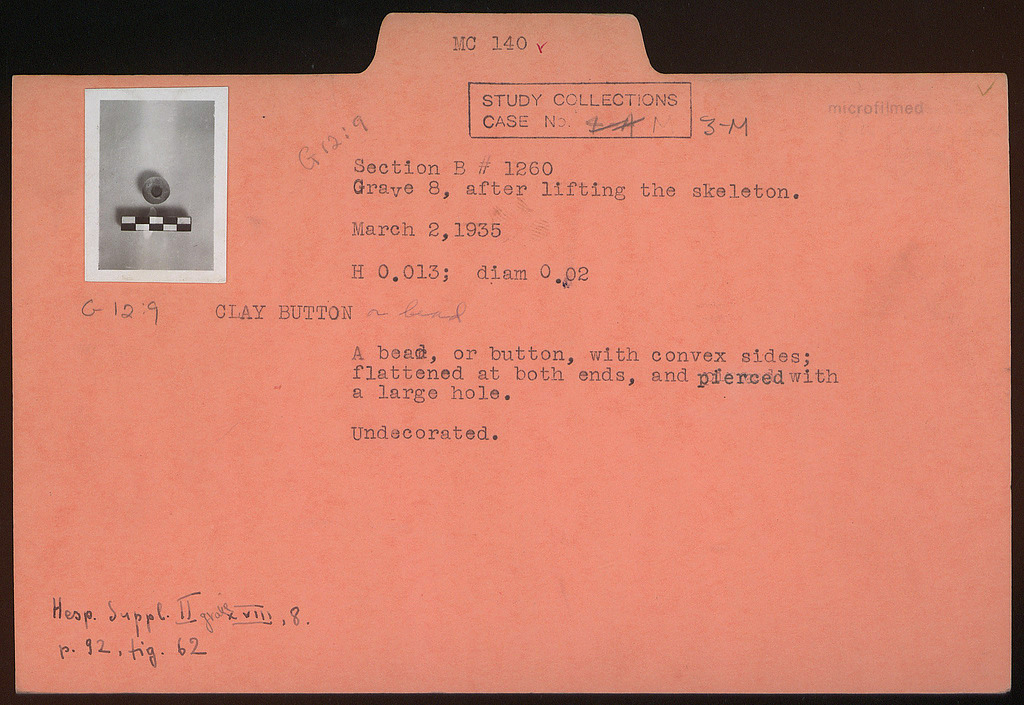 MC 140 ✓
STUDY COLLECTIONS
CASE No. 3-M
microfilmed
G 12:9
Section B # 1260
Grave 8, after lifting the skeleton.
March 2,1935
H 0.013; diam 0.02
G 12:9 CLAY BUTTON or bead
A bead, or button, with convex sides;
flattened at both ends, and pierced with
a large hole.
Undecorated.
Hesp. Suppl. II grave XVIII, 8.
p. 92, fig. 62